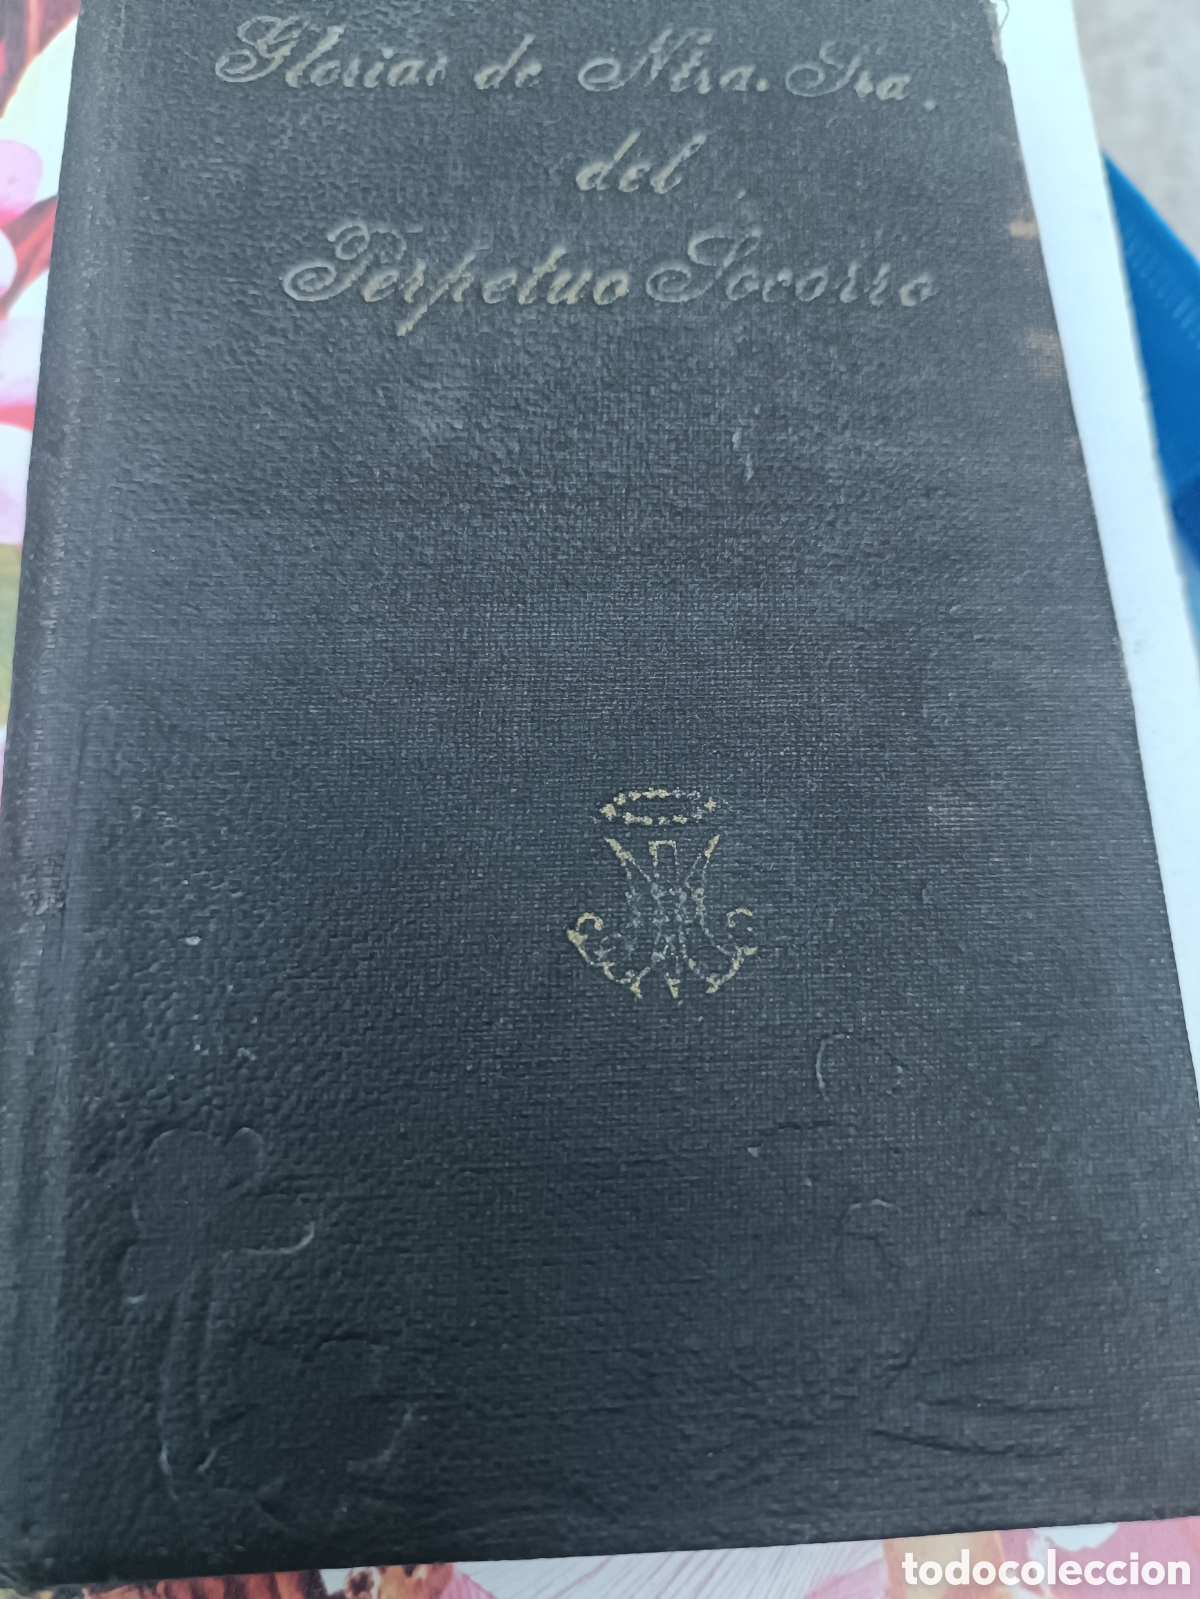 Glorias de Ntra. Sra.
del
Perpetuo Socorro
todocoleccion